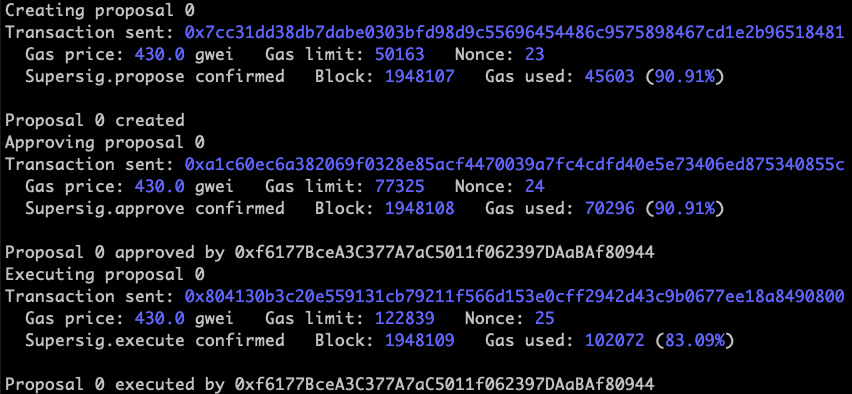 Creating proposal 0
Transaction sent: 0x7cc31dd38db7dabe0303bfd98d9c55696454486c9575898467cd1e2b96518481
Gas price: 430.0 gwei Gas limit: 50163 Nonce: 23
Supersig.propose confirmed Block: 1948107 Gas used: 45603 (90.91%)
Proposal 0 created
Approving proposal 0
Transaction sent: 0xa1c60ec6a382069f0328e85acf4470039a7fc4cdfd40e5e73406ed875340855c
Gas price: 430.0 gwei Gas limit: 77325 Nonce: 24
Supersig.approve confirmed Block: 1948108 Gas used: 70296 (90.91%)
Proposal 0 approved by 0xf6177BceA3C377A7aC5011f062397DAaBAf80944
Executing proposal 0
Transaction sent: 0x804130b3c20e559131cb79211f566d153e0cff2942d43c9b0677ee18a8490800
Gas price: 430.0 gwei Gas limit: 122839 Nonce: 25
Supersig.execute confirmed Block: 1948109 Gas used: 102072 (83.09%)
Proposal 0 executed by 0xf6177BceA3C377A7aC5011f062397DAaBAf80944